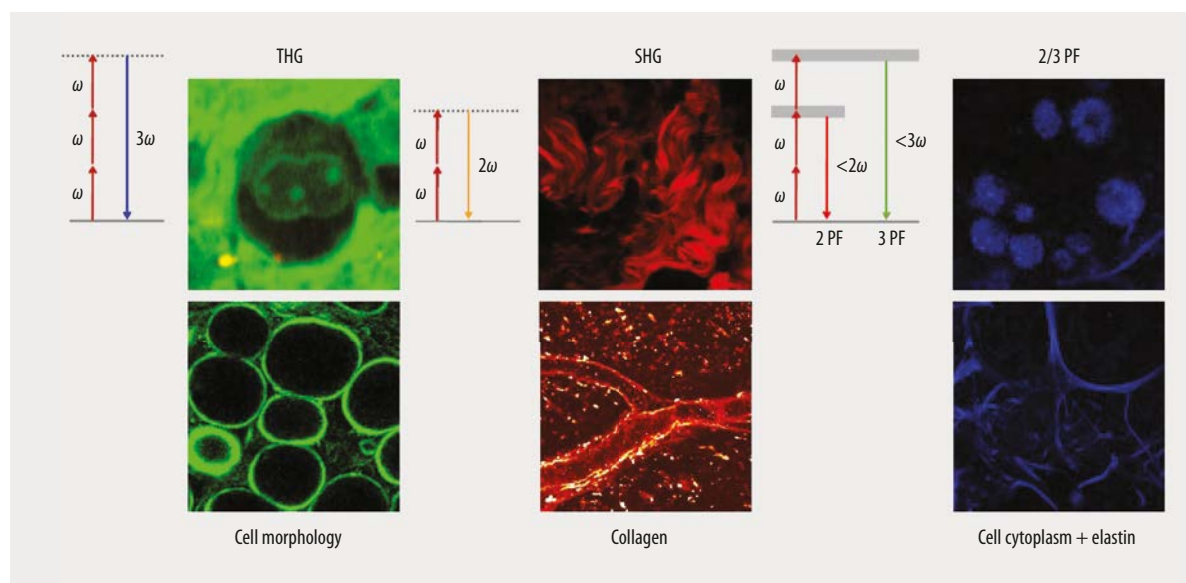 THG
SHG
2/3 PF
ω
ω
ω
3ω
ω
ω
2ω
ω
ω
ω
<2ω
<3ω
2 PF
3 PF
Cell morphology
Collagen
Cell cytoplasm + elastin